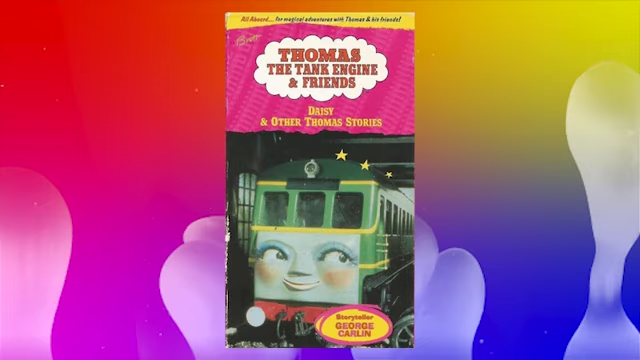 All Aboard.... for magical adventures with Thomas & his friends!
Britt
THOMAS
THE TANK ENGINE
& FRIENDS
DAISY
& OTHER THOMAS STORIES
Storyteller
GEORGE
CARLIN